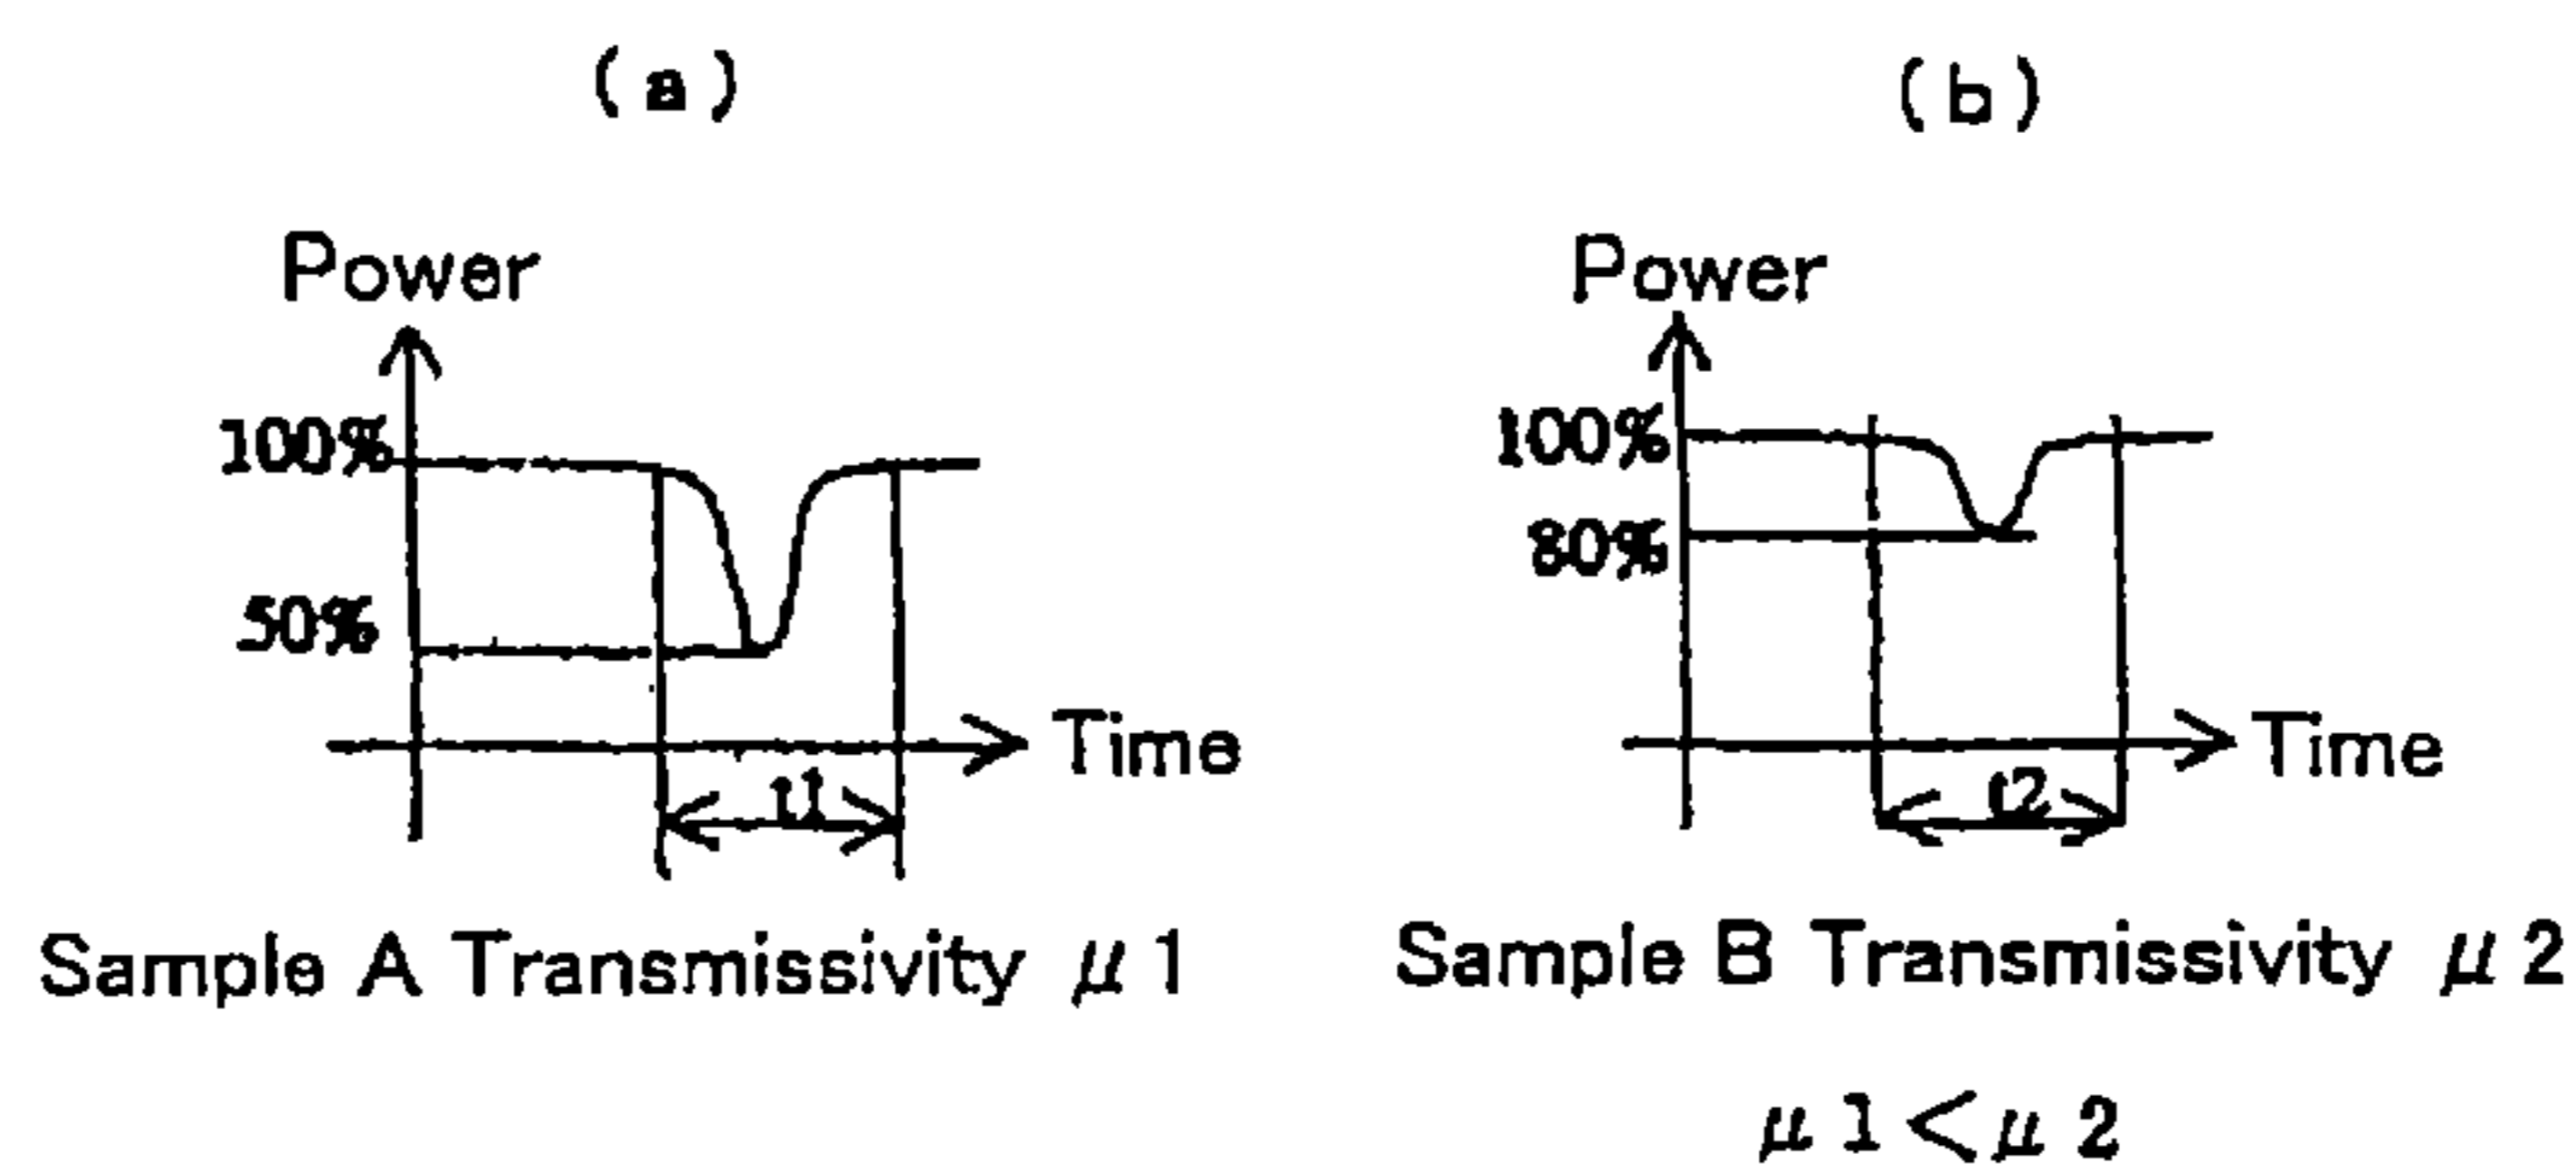 (a)
Power
100%
50%
Time
t1
Sample A Transmissivity μ1
(b)
Power
100%
80%
Time
t2
Sample B Transmissivity μ2
μ1<μ2